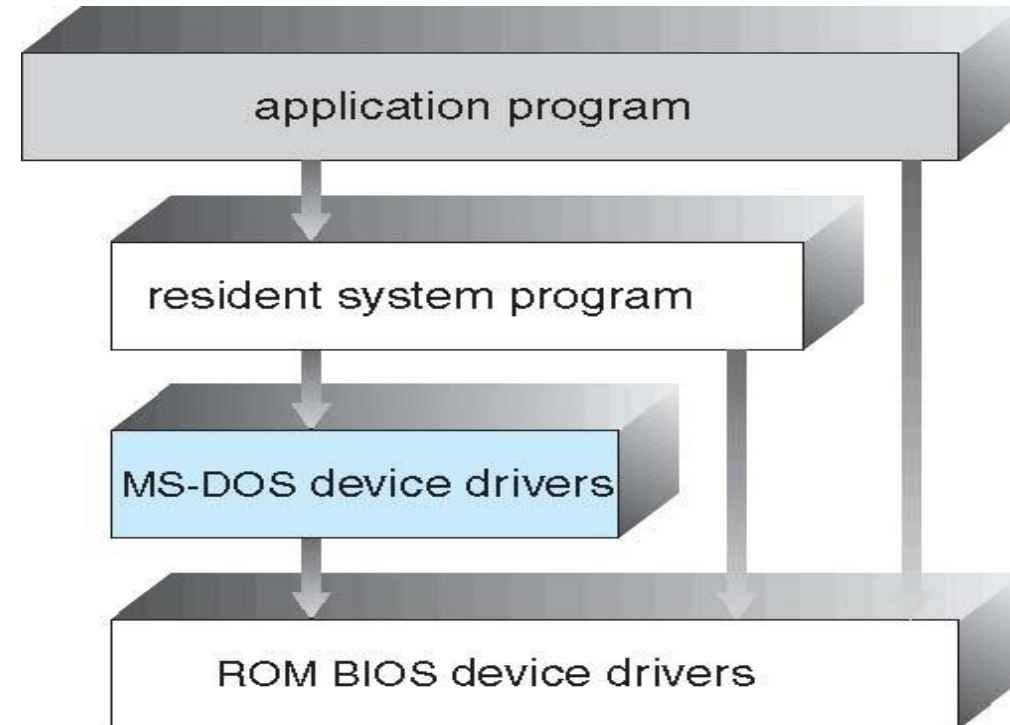 application program
resident system program
MS-DOS device drivers
ROM BIOS device drivers